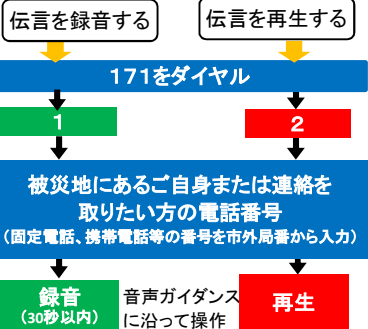 伝言を録音する
伝言を再生する
171をダイヤル
1
2
被災地にあるご自身または連絡を
取りたい方の電話番号
（固定電話、携帯電話等の番号を市外局番から入力）
録音
（30秒以内）
音声ガイダンス
に沿って操作
再生